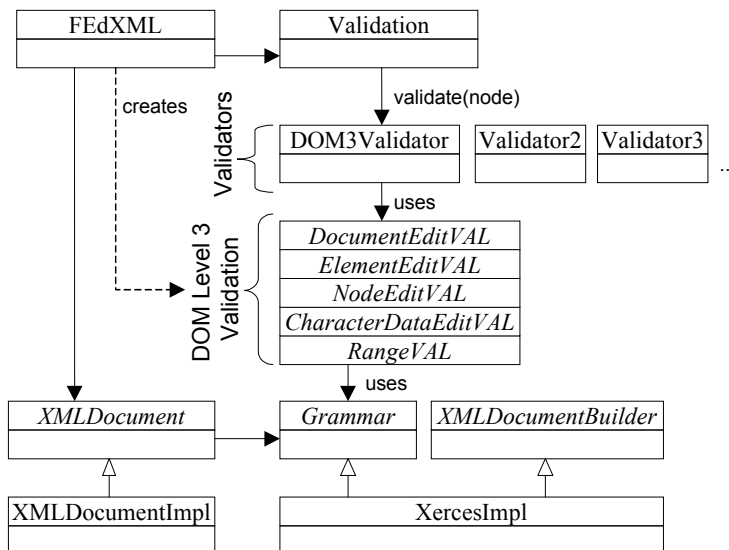 FEdXML
Validation
creates
validate(node)
Validators
DOM3Validator
Validator2
Validator3
..
uses
DOM Level 3
Validation
DocumentEditVAL
ElementEditVAL
NodeEditVAL
CharacterDataEditVAL
RangeVAL
uses
XMLDocument
Grammar
XMLDocumentBuilder
XMLDocumentImpl
XercesImpl